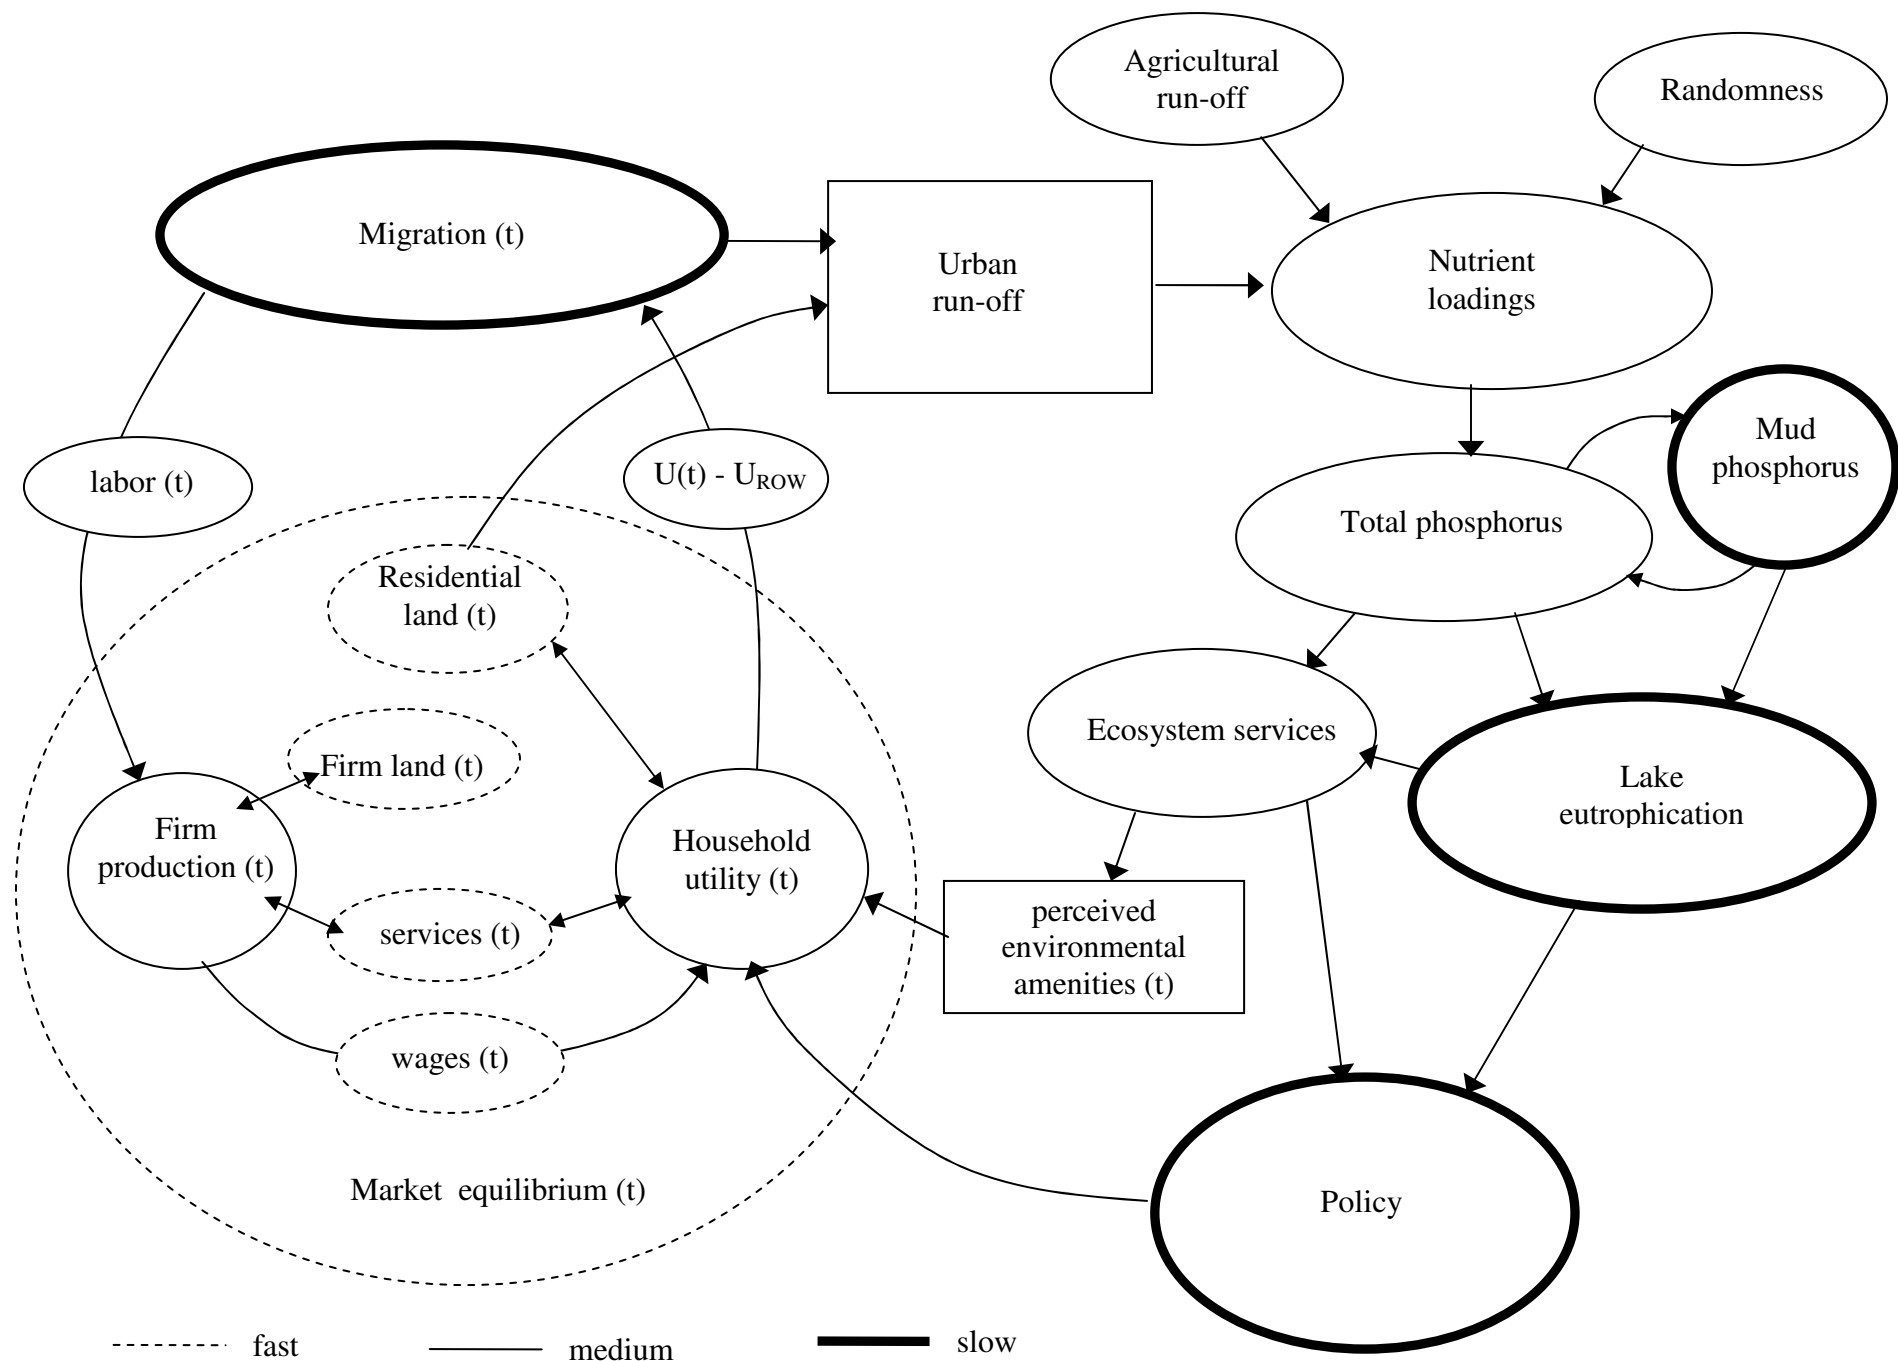 Agricultural
run-off
Randomness
Migration (t)
Urban
run-off
Nutrient
loadings
Mud
phosphorus
labor (t)
U(t) - U_ROW
Total phosphorus
Residential
land (t)
Firm land (t)
Ecosystem services
Lake
eutrophication
Firm
production (t)
Household
utility (t)
services (t)
perceived
environmental
amenities (t)
wages (t)
Market equilibrium (t)
Policy
fast
medium
slow